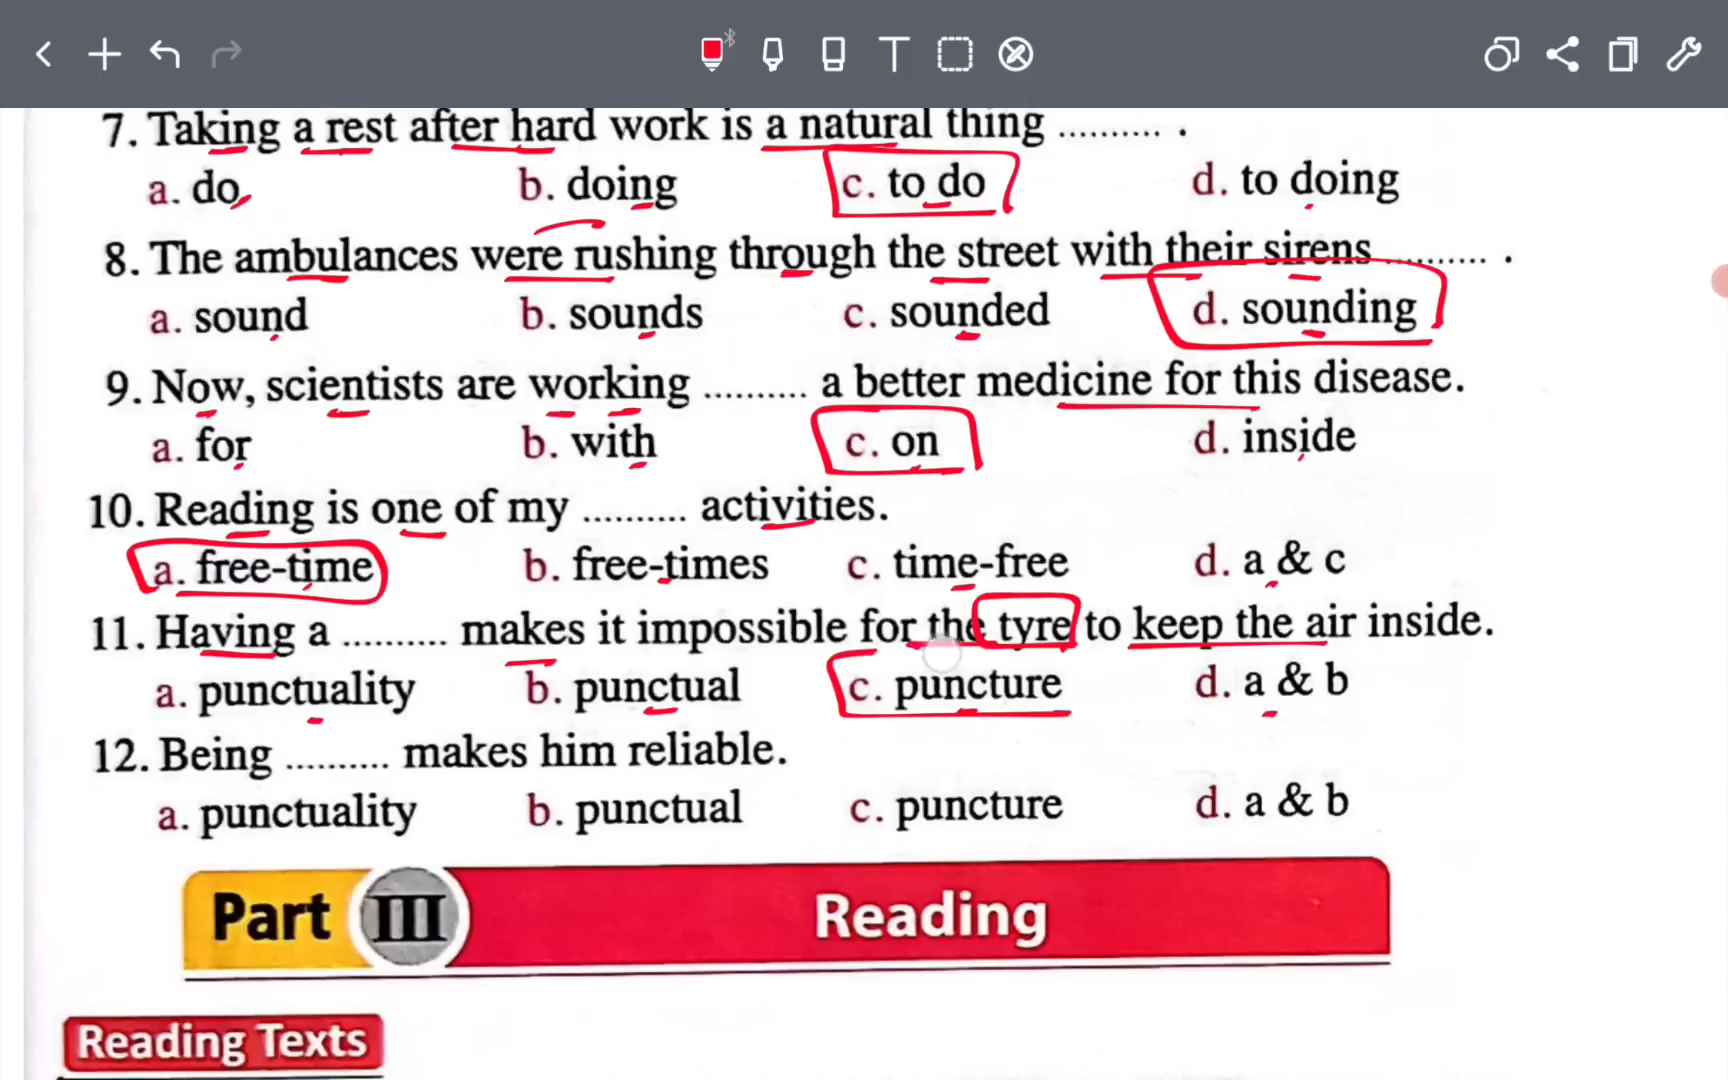 7. Taking a rest after hard work is a natural thing .......... .
a. do b. doing c. to do d. to doing
8. The ambulances were rushing through the street with their sirens .......... .
a. sound b. sounds c. sounded d. sounding
9. Now, scientists are working .......... a better medicine for this disease.
a. for b. with c. on d. inside
10. Reading is one of my .......... activities.
a. free-time b. free-times c. time-free d. a & c
11. Having a .......... makes it impossible for the tyre to keep the air inside.
a. punctuality b. punctual c. puncture d. a & b
12. Being .......... makes him reliable.
a. punctuality b. punctual c. puncture d. a & b
Part III Reading
Reading Texts